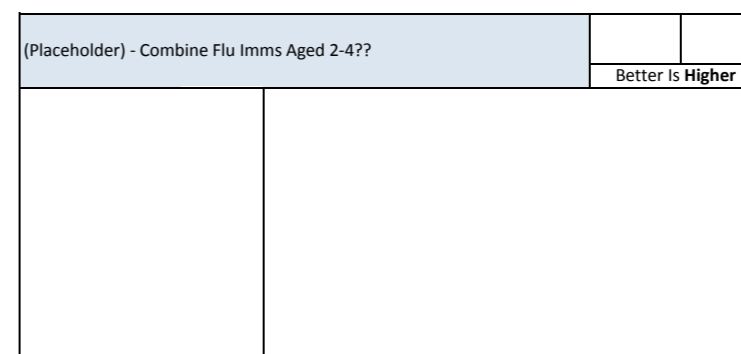 (Placeholder) - Combine Flu Imms Aged 2-4??
Better Is Higher